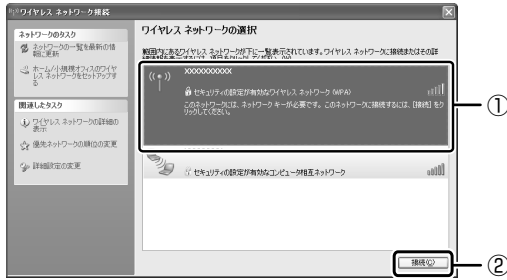 ワイヤレス ネットワーク接続
ネットワークのタスク
ネットワークの一覧を最新の情報に更新
ホーム/小規模オフィスのワイヤレス ネットワークをセットアップする
関連したタスク
ワイヤレス ネットワークの詳細の表示
優先ネットワークの順位の変更
詳細設定の変更
ワイヤレス ネットワークの選択
範囲内にあるワイヤレス ネットワークが下に一覧表示されています。ワイヤレス ネットワークに接続またはその詳
XXXXXXXXXX
セキュリティの設定が有効なワイヤレス ネットワーク (WPA)
このネットワークには、ネットワーク キーが必要です。このネットワークに接続するには、[接続] をクリックしてください。
セキュリティの設定が有効なコンピュータ相互ネットワーク
接続(C)
①
②